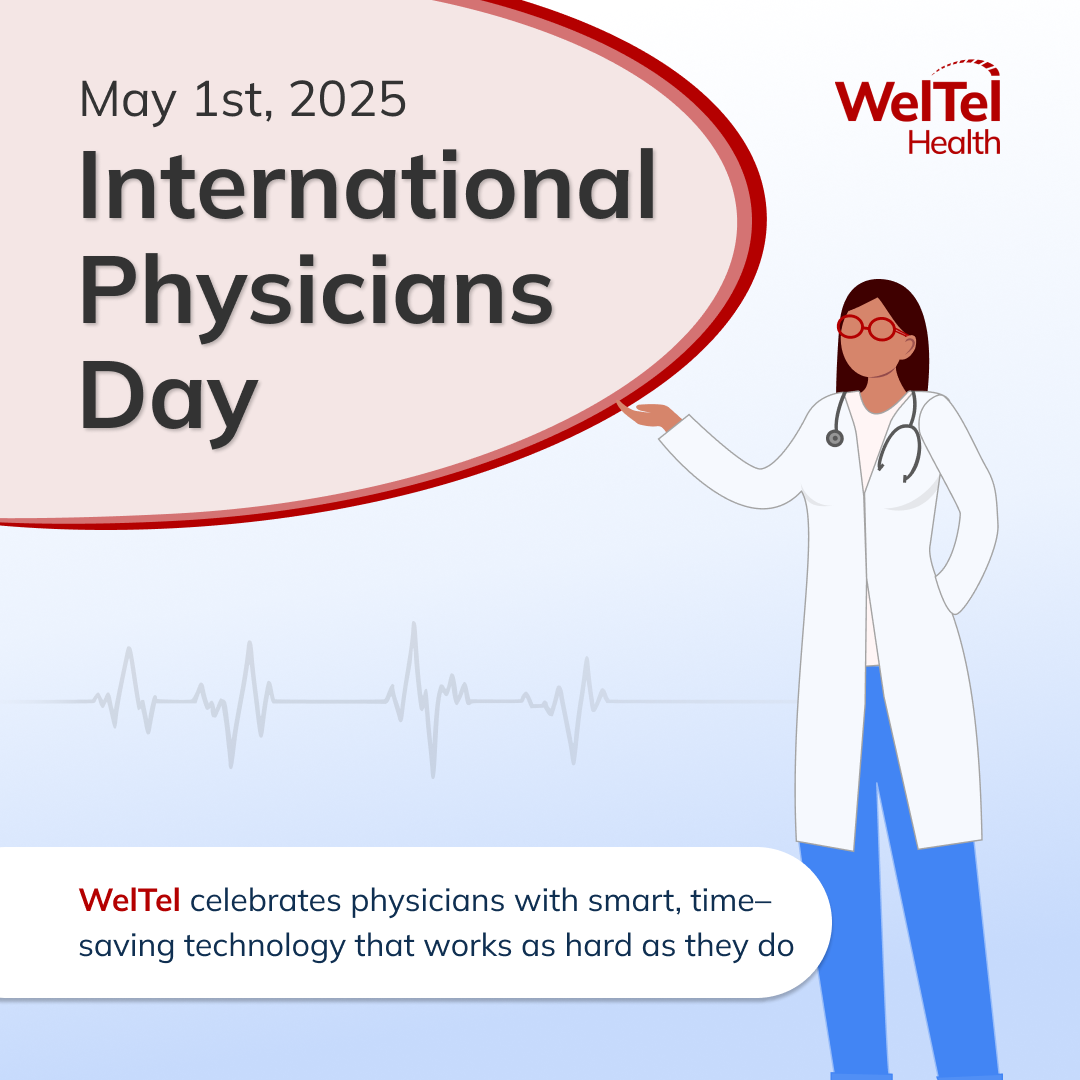 May 1st, 2025
International
Physicians
Day
WelTel
Health
WelTel celebrates physicians with smart, time–
saving technology that works as hard as they do